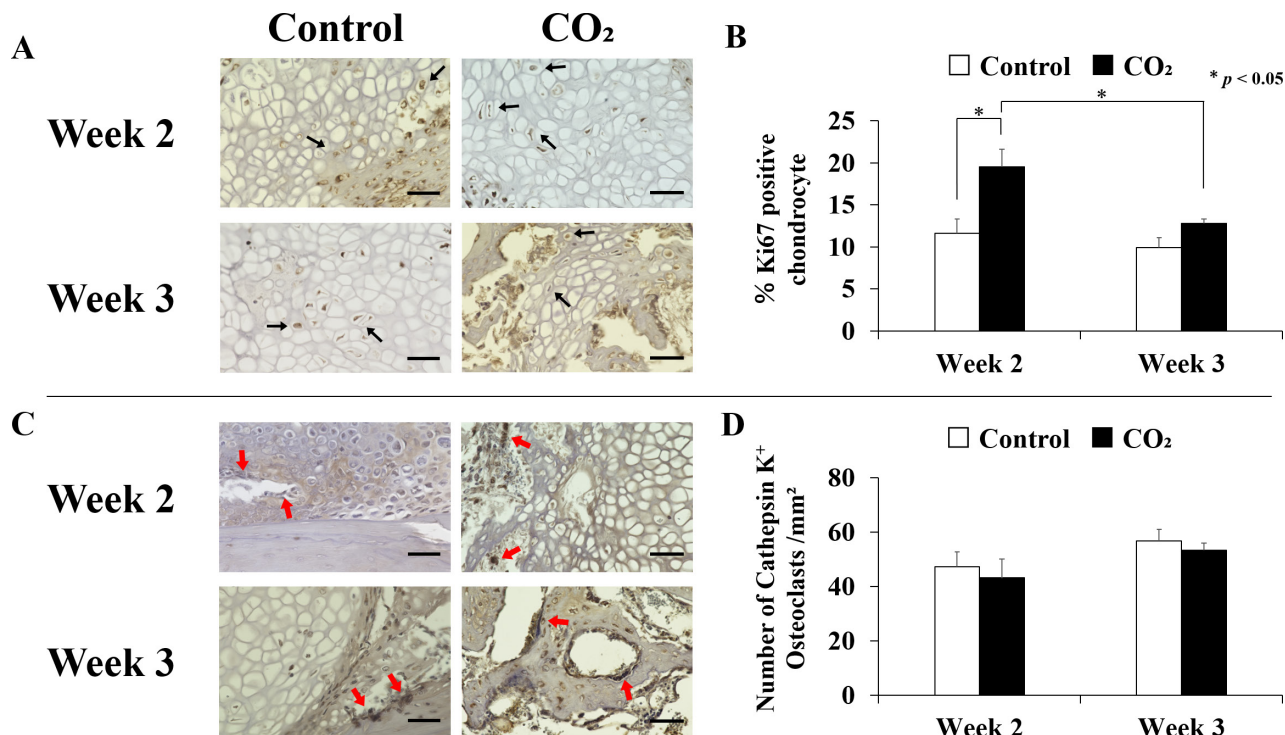 Control CO₂
A
Week 2
Week 3
B
Control CO₂
* p < 0.05
*
*
% Ki67 positive
chondrocyte
25
20
15
10
5
0
Week 2 Week 3
C
Week 2
Week 3
D
Control CO₂
Number of Cathepsin K⁺
Osteoclasts /mm²
80
60
40
20
0
Week 2 Week 3